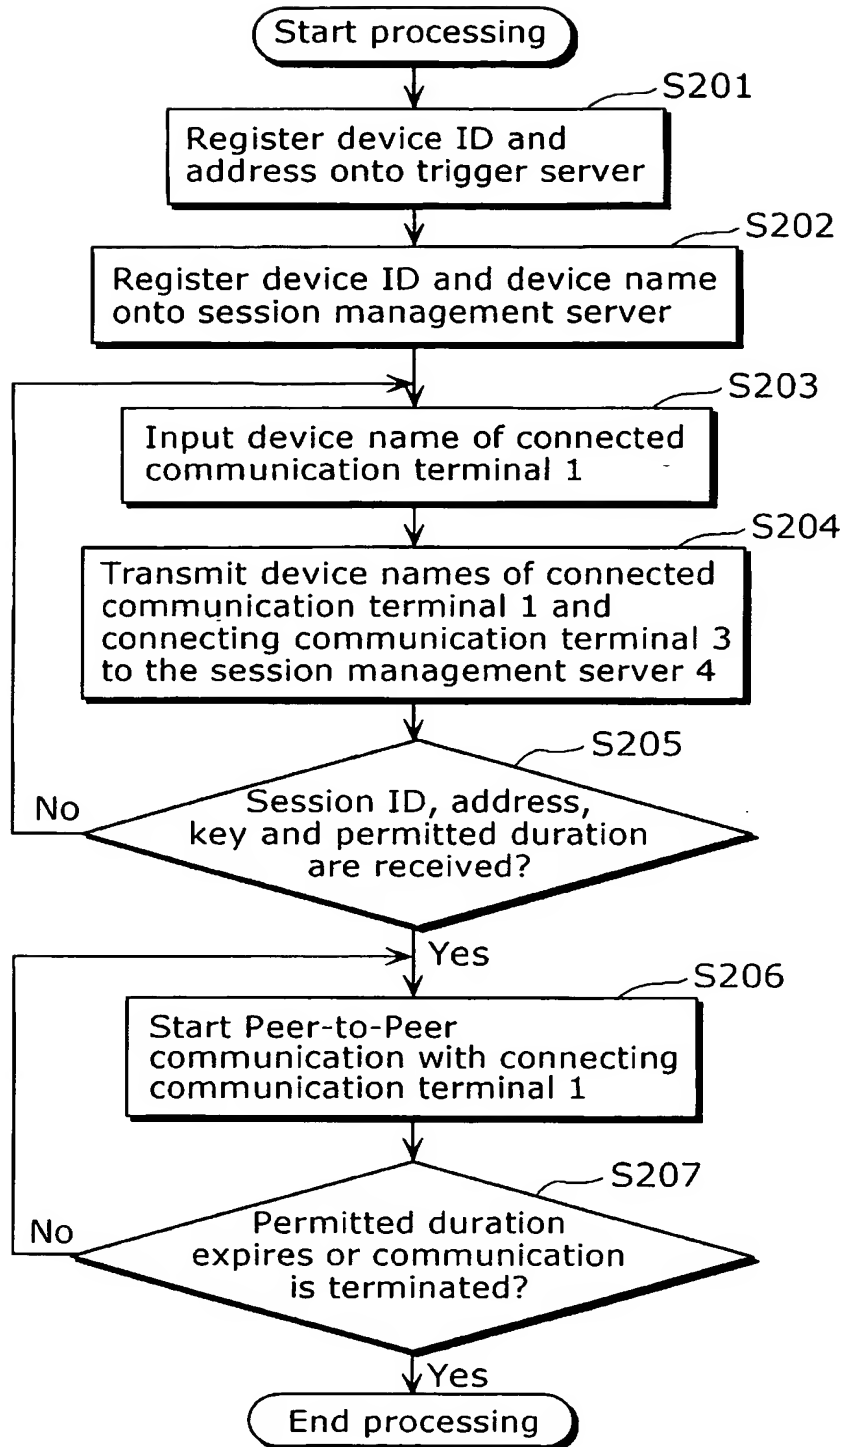 Start processing
S201
Register device ID and
address onto trigger server
S202
Register device ID and device name
onto session management server
S203
Input device name of connected
communication terminal 1
S204
Transmit device names of connected
communication terminal 1 and
connecting communication terminal 3
to the session management server 4
S205
Session ID, address,
key and permitted duration
are received?
No
Yes
S206
Start Peer-to-Peer
communication with connecting
communication terminal 1
S207
Permitted duration
expires or communication
is terminated?
No
Yes
End processing